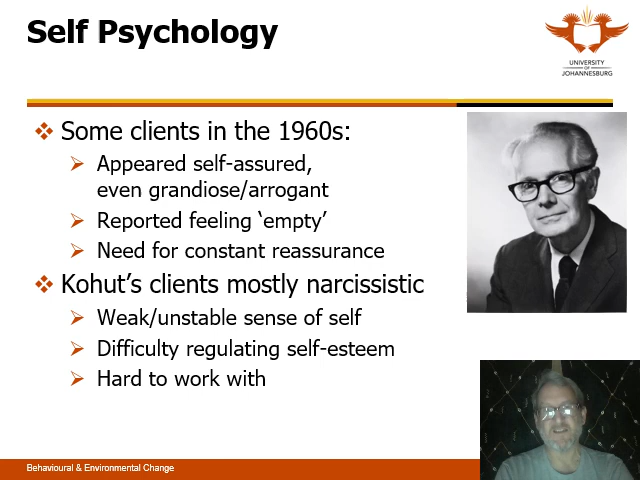 Self Psychology
UNIVERSITY
OF
JOHANNESBURG
Some clients in the 1960s:
Appeared self-assured,
even grandiose/arrogant
Reported feeling ‘empty’
Need for constant reassurance
Kohut’s clients mostly narcissistic
Weak/unstable sense of self
Difficulty regulating self-esteem
Hard to work with
Behavioural & Environmental Change